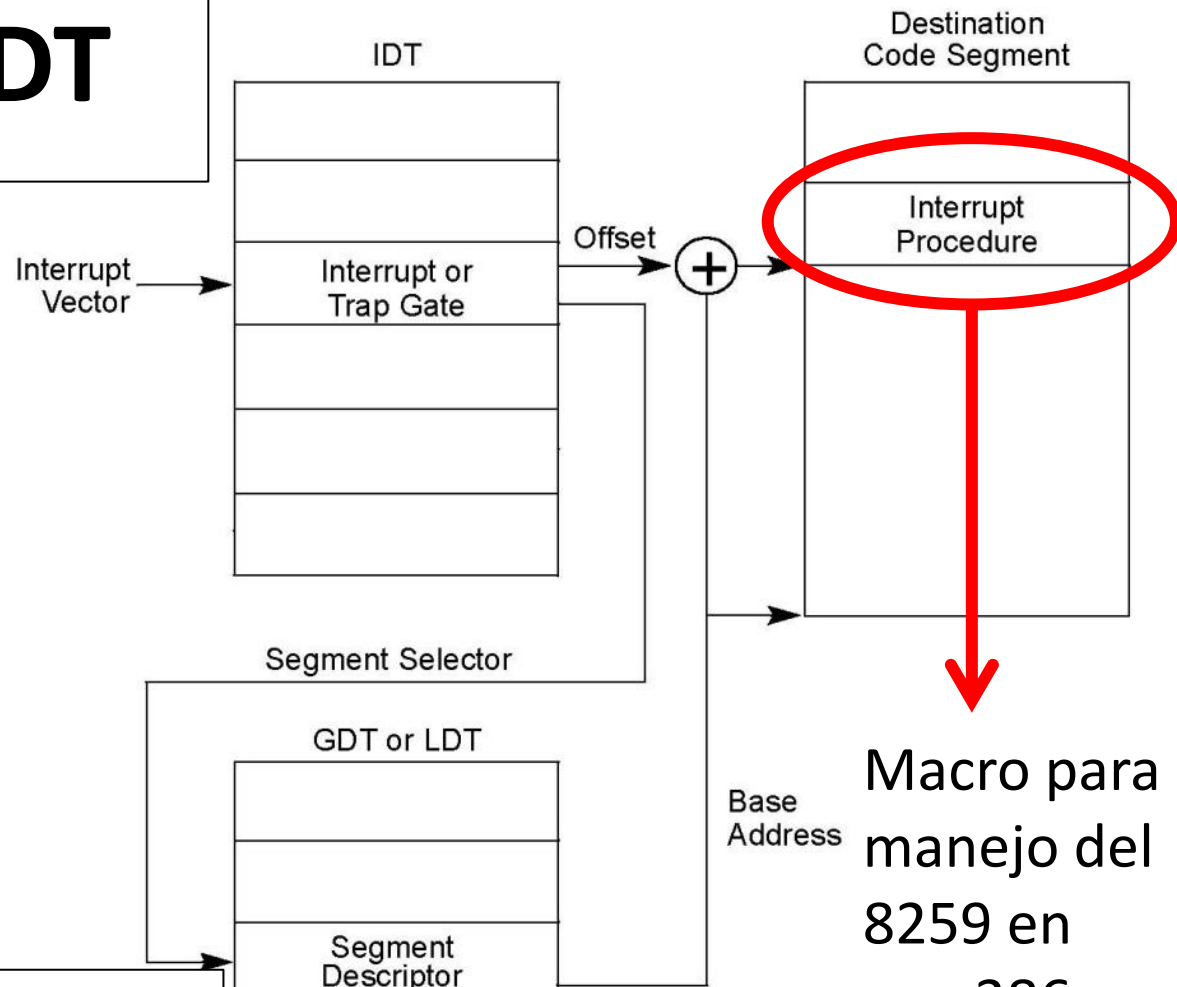 DT
IDT
Destination
Code Segment
Interrupt
Vector
Interrupt or
Trap Gate
Offset
+
Interrupt
Procedure
Segment Selector
GDT or LDT
Segment
Descriptor
Base
Address
Macro para
manejo del
8259 en